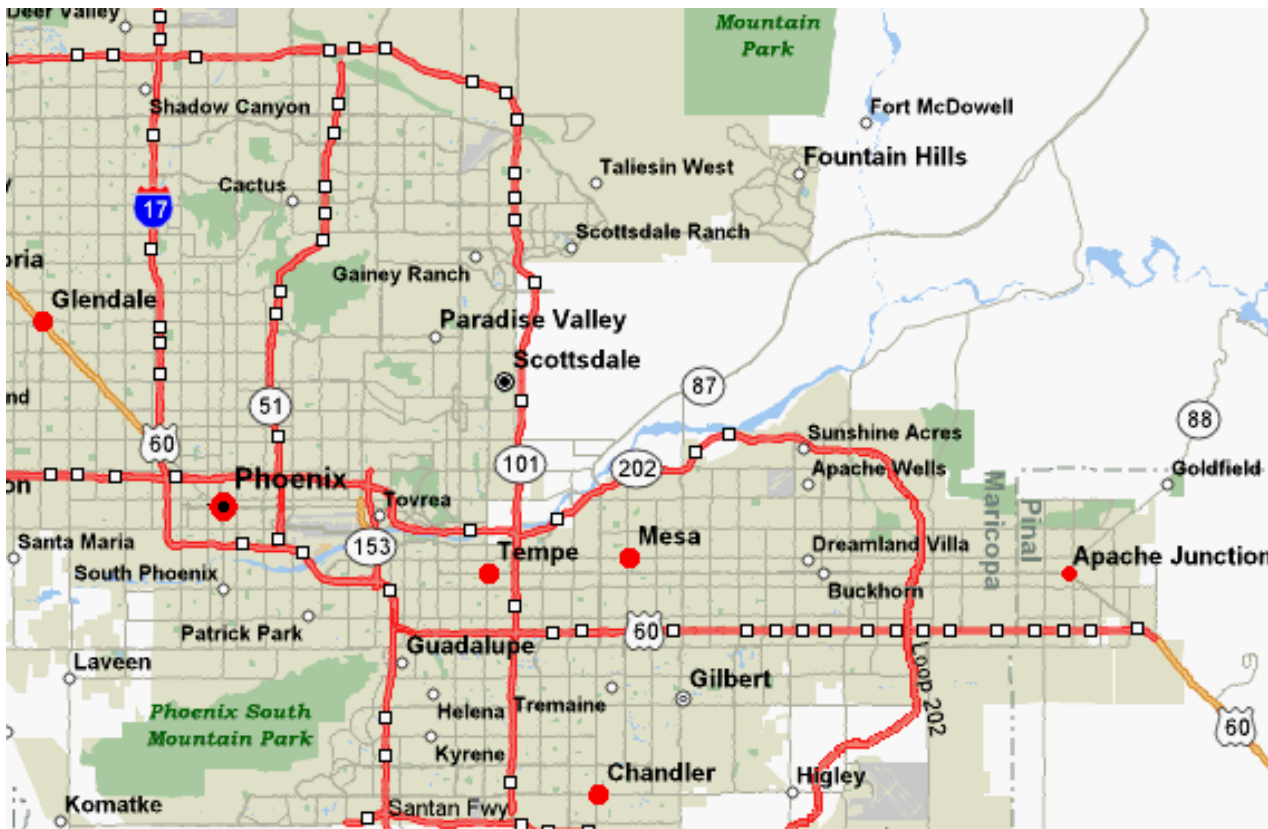 Deer Valley
Mountain
Park
Shadow Canyon
Fort McDowell
Taliesin West
Fountain Hills
Cactus
17
Scottsdale Ranch
Gainey Ranch
Glendale
Paradise Valley
Scottsdale
87
51
88
60
Sunshine Acres
101
202
Apache Wells
Goldfield
Phoenix
Maricopa
Pinal
Tovrea
Santa Maria
153
Tempe
Mesa
Dreamland Villa
Apache Junction
South Phoenix
Buckhorn
Patrick Park
60
Guadalupe
Loop 202
Laveen
Gilbert
Helena
Tremaine
Phoenix South
Mountain Park
60
Kyrene
Chandler
Higley
Komatke
Santan Fwy